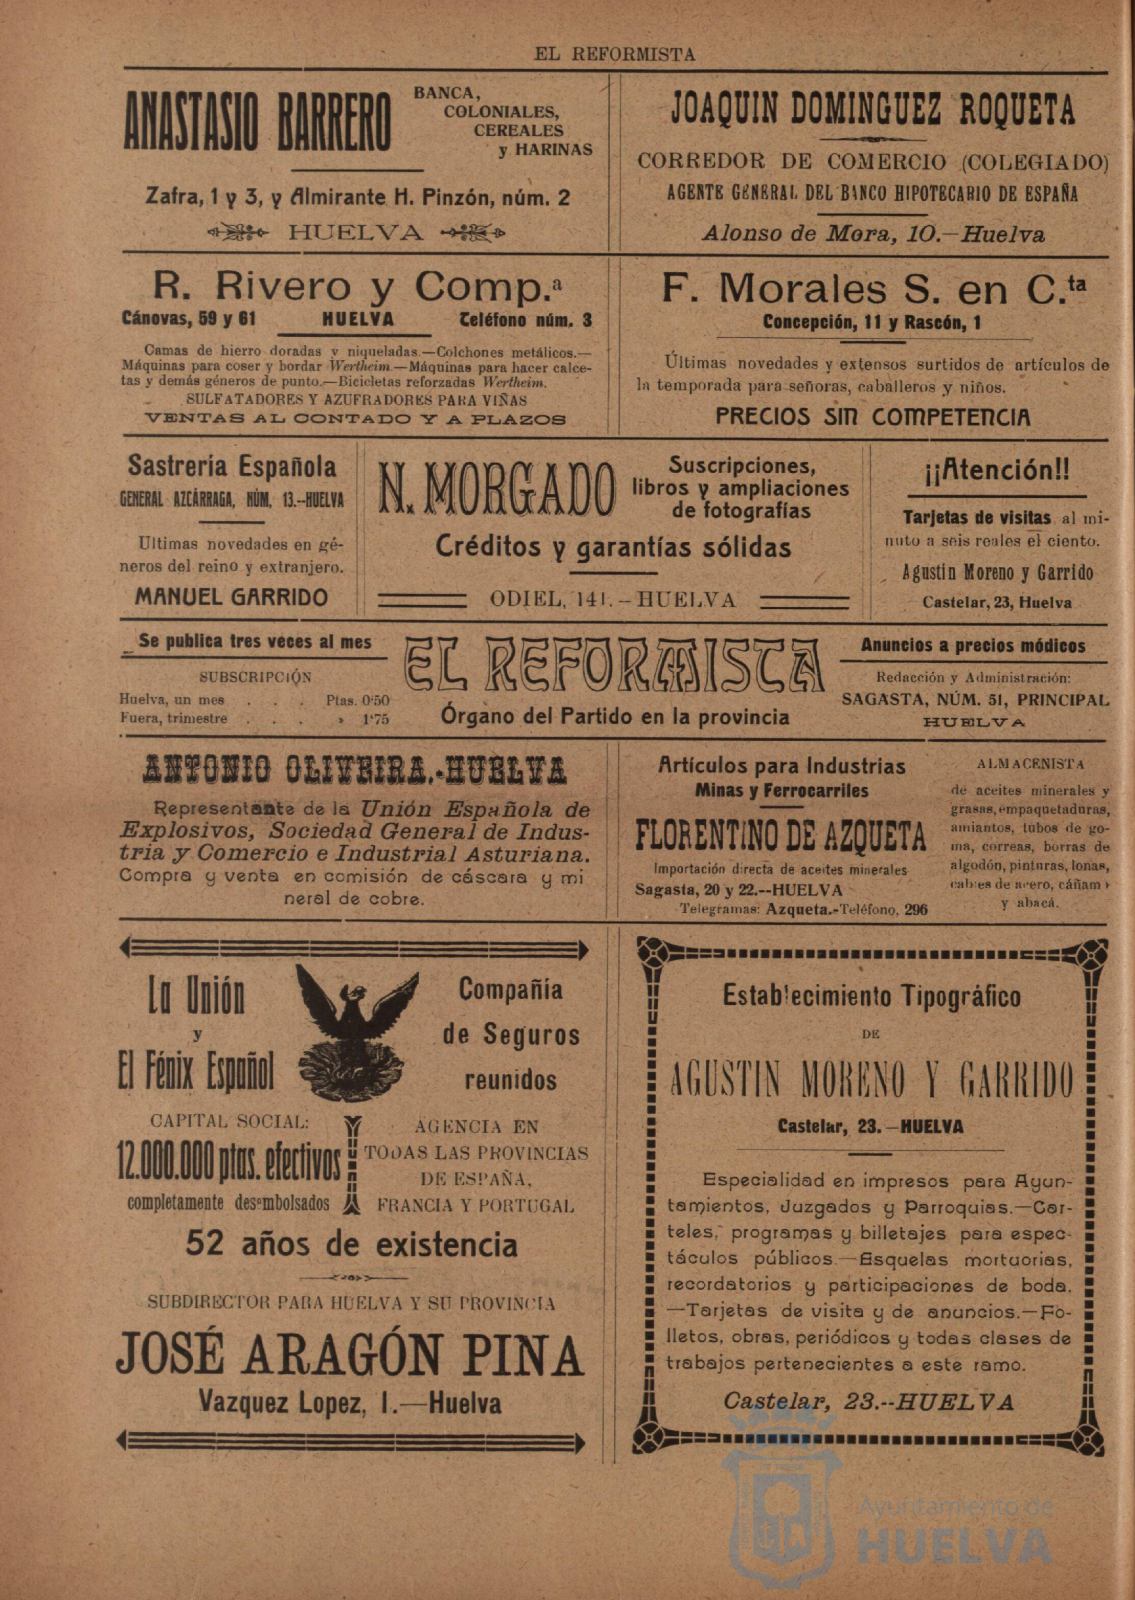 EL REFORMISTA
ANASTASIO BARRERO
BANCA,
COLONIALES,
CEREALES
y HARINAS
Zafra, 1 y 3, y Almirante H. Pinzón, núm. 2
HUELVA
JOAQUIN DOMINGUEZ ROQUETA
CORREDOR DE COMERCIO (COLEGIADO)
AGENTE GENERAL DEL BANCO HIPOTECARIO DE ESPAÑA
Alonso de Mora, 10.—Huelva
R. Rivero y Comp.ª
Cánovas, 59 y 61 HUELVA Teléfono núm. 3
Camas de hierro doradas y niqueladas.—Colchones metálicos.—
Máquinas para coser y bordar Wertheim.—Máquinas para hacer calce-
tas y demás géneros de punto.—Bicicletas reforzadas Wertheim.
SULFATADORES Y AZUFRADORES PARA VIÑAS
VENTAS AL CONTADO Y A PLAZOS
F. Morales S. en C.ta
Concepción, 11 y Rascón, 1
Últimas novedades y extensos surtidos de artículos de
la temporada para señoras, caballeros y niños.
PRECIOS SIN COMPETENCIA
Sastrería Española
GENERAL AZCÁRRAGA, NÚM. 13.--HUELVA
Ultimas novedades en gé-
neros del reino y extranjero.
MANUEL GARRIDO
N. MORGADO
Suscripciones,
libros y ampliaciones
de fotografías
Créditos y garantías sólidas
ODIEL, 141.—HUELVA
¡¡Atención!!
Tarjetas de visitas al mi-
nuto a seis reales el ciento.
Agustin Moreno y Garrido
Castelar, 23, Huelva
Se publica tres veces al mes
SUBSCRIPCIÓN
Huelva, un mes . . . Ptas. 0'50
Fuera, trimestre . . . » 1'75
EL REFORMISTA
Órgano del Partido en la provincia
Anuncios a precios módicos
Redacción y Administración:
SAGASTA, NÚM. 51, PRINCIPAL
HUELVA
ANTONIO OLIVEIRA.-HUELVA
Representante de la Unión Española de
Explosivos, Sociedad General de Indus-
tria y Comercio e Industrial Asturiana.
Compra y venta en comisión de cáscara y mi
neral de cobre.
Artículos para Industrias
Minas y Ferrocarriles
FLORENTINO DE AZQUETA
Importación directa de aceites minerales
Sagasta, 20 y 22.--HUELVA
Telegramas: Azqueta.-Teléfono, 296
ALMACENISTA
de aceites minerales y
grasas, empaquetaduras,
amiantos, tubos de go-
ma, correas, borras de
algodón, pinturas, lonas,
cables de acero, cáñamo
y abacá.
La Unión
y
El Fénix Español
Compañía
de Seguros
reunidos
CAPITAL SOCIAL:
12.000.000 ptas. efectivos
completamente desembolsados
AGENCIA EN
TODAS LAS PROVINCIAS
DE ESPAÑA,
FRANCIA Y PORTUGAL
52 años de existencia
SUBDIRECTOR PARA HUELVA Y SU PROVINCIA
JOSÉ ARAGÓN PINA
Vazquez Lopez, 1.—Huelva
Establecimiento Tipográfico
DE
AGUSTIN MORENO Y GARRIDO
Castelar, 23.—HUELVA
Especialidad en impresos para Ayun-
tamientos, Juzgados y Parroquias.—Car-
teles, programas y billetajes para espec-
táculos públicos.—Esquelas mortuorias,
recordatorios y participaciones de boda.
—Tarjetas de visita y de anuncios.—Fo-
lletos, obras, periódicos y todas clases de
trabajos pertenecientes a este ramo.
Castelar, 23.--HUELVA
Ayuntamiento de
HUELVA